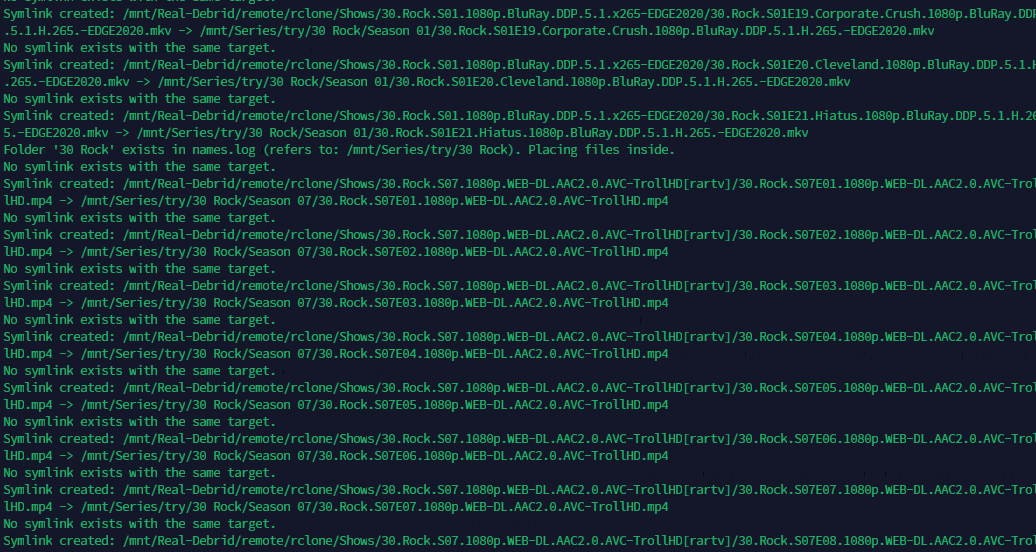 Symlink created: /mnt/Real-Debrid/remote/rclone/Shows/30.Rock.S01.1080p.BluRay.DDP.5.1.x265-EDGE2020/30.Rock.S01E19.Corporate.Crush.1080p.BluRay.DDP
.5.1.H.265.-EDGE2020.mkv -> /mnt/Series/try/30 Rock/Season 01/30.Rock.S01E19.Corporate.Crush.1080p.BluRay.DDP.5.1.H.265.-EDGE2020.mkv
No symlink exists with the same target.
Symlink created: /mnt/Real-Debrid/remote/rclone/Shows/30.Rock.S01.1080p.BluRay.DDP.5.1.x265-EDGE2020/30.Rock.S01E20.Cleveland.1080p.BluRay.DDP.5.1.H
.265.-EDGE2020.mkv -> /mnt/Series/try/30 Rock/Season 01/30.Rock.S01E20.Cleveland.1080p.BluRay.DDP.5.1.H.265.-EDGE2020.mkv
No symlink exists with the same target.
Symlink created: /mnt/Real-Debrid/remote/rclone/Shows/30.Rock.S01.1080p.BluRay.DDP.5.1.x265-EDGE2020/30.Rock.S01E21.Hiatus.1080p.BluRay.DDP.5.1.H.26
5.-EDGE2020.mkv -> /mnt/Series/try/30 Rock/Season 01/30.Rock.S01E21.Hiatus.1080p.BluRay.DDP.5.1.H.265.-EDGE2020.mkv
Folder '30 Rock' exists in names.log (refers to: /mnt/Series/try/30 Rock). Placing files inside.
No symlink exists with the same target.
Symlink created: /mnt/Real-Debrid/remote/rclone/Shows/30.Rock.S07.1080p.WEB-DL.AAC2.0.AVC-TrollHD[rartv]/30.Rock.S07E01.1080p.WEB-DL.AAC2.0.AVC-Trol
lHD.mp4 -> /mnt/Series/try/30 Rock/Season 07/30.Rock.S07E01.1080p.WEB-DL.AAC2.0.AVC-TrollHD.mp4
No symlink exists with the same target.
Symlink created: /mnt/Real-Debrid/remote/rclone/Shows/30.Rock.S07.1080p.WEB-DL.AAC2.0.AVC-TrollHD[rartv]/30.Rock.S07E02.1080p.WEB-DL.AAC2.0.AVC-Trol
lHD.mp4 -> /mnt/Series/try/30 Rock/Season 07/30.Rock.S07E02.1080p.WEB-DL.AAC2.0.AVC-TrollHD.mp4
No symlink exists with the same target.
Symlink created: /mnt/Real-Debrid/remote/rclone/Shows/30.Rock.S07.1080p.WEB-DL.AAC2.0.AVC-TrollHD[rartv]/30.Rock.S07E03.1080p.WEB-DL.AAC2.0.AVC-Trol
lHD.mp4 -> /mnt/Series/try/30 Rock/Season 07/30.Rock.S07E03.1080p.WEB-DL.AAC2.0.AVC-TrollHD.mp4
No symlink exists with the same target.
Symlink created: /mnt/Real-Debrid/remote/rclone/Shows/30.Rock.S07.1080p.WEB-DL.AAC2.0.AVC-TrollHD[rartv]/30.Rock.S07E04.1080p.WEB-DL.AAC2.0.AVC-Trol
lHD.mp4 -> /mnt/Series/try/30 Rock/Season 07/30.Rock.S07E04.1080p.WEB-DL.AAC2.0.AVC-TrollHD.mp4
No symlink exists with the same target.
Symlink created: /mnt/Real-Debrid/remote/rclone/Shows/30.Rock.S07.1080p.WEB-DL.AAC2.0.AVC-TrollHD[rartv]/30.Rock.S07E05.1080p.WEB-DL.AAC2.0.AVC-Trol
lHD.mp4 -> /mnt/Series/try/30 Rock/Season 07/30.Rock.S07E05.1080p.WEB-DL.AAC2.0.AVC-TrollHD.mp4
No symlink exists with the same target.
Symlink created: /mnt/Real-Debrid/remote/rclone/Shows/30.Rock.S07.1080p.WEB-DL.AAC2.0.AVC-TrollHD[rartv]/30.Rock.S07E06.1080p.WEB-DL.AAC2.0.AVC-Trol
lHD.mp4 -> /mnt/Series/try/30 Rock/Season 07/30.Rock.S07E06.1080p.WEB-DL.AAC2.0.AVC-TrollHD.mp4
No symlink exists with the same target.
Symlink created: /mnt/Real-Debrid/remote/rclone/Shows/30.Rock.S07.1080p.WEB-DL.AAC2.0.AVC-TrollHD[rartv]/30.Rock.S07E07.1080p.WEB-DL.AAC2.0.AVC-Trol
lHD.mp4 -> /mnt/Series/try/30 Rock/Season 07/30.Rock.S07E07.1080p.WEB-DL.AAC2.0.AVC-TrollHD.mp4
No symlink exists with the same target.
Symlink created: /mnt/Real-Debrid/remote/rclone/Shows/30.Rock.S07.1080p.WEB-DL.AAC2.0.AVC-TrollHD[rartv]/30.Rock.S07E08.1080p.WEB-DL.AAC2.0.AVC-Trol